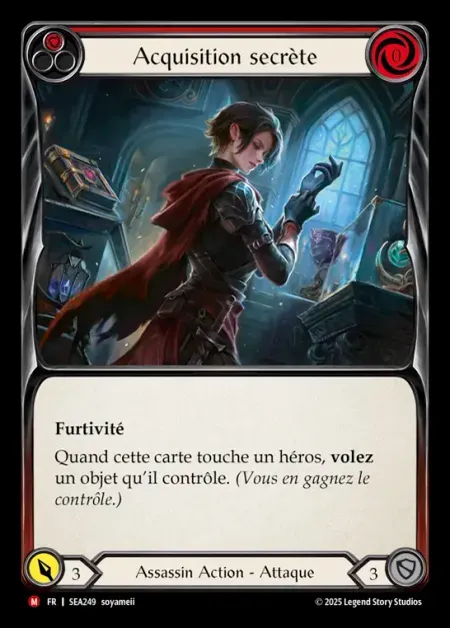 Acquisition secrète
0
Furtivité
Quand cette carte touche un héros, volez
un objet qu'il contrôle. (Vous en gagnez le
contrôle.)
3
Assassin Action - Attaque
3
M FR | SEA249 soyameii
© 2025 Legend Story Studios